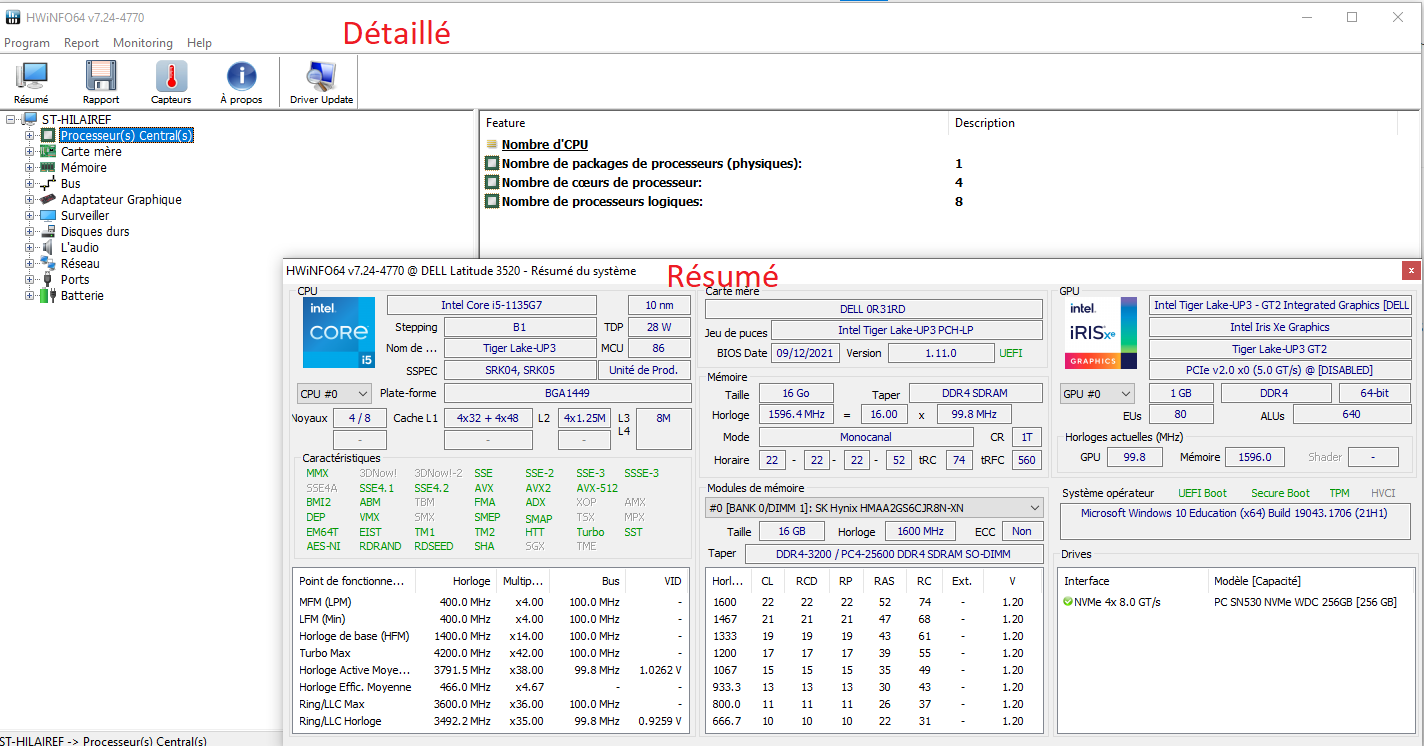 HWiNFO64 v7.24-4770
Détaillé
Program Report Monitoring Help
Résumé Rapport Capteurs À propos Driver Update
ST-HILAIREF
Processeur(s) Central(s)
Carte mère
Mémoire
Bus
Adaptateur Graphique
Surveiller
Disques durs
L'audio
Réseau
Ports
Batterie
Feature Description
Nombre d'CPU
Nombre de packages de processeurs (physiques): 1
Nombre de cœurs de processeur: 4
Nombre de processeurs logiques: 8
HWiNFO64 v7.24-4770 @ DELL Latitude 3520 - Résumé du système
Résumé
x
CPU
intel.
CORE
i5
Intel Core i5-1135G7 10 nm
Stepping B1 TDP 28 W
Nom de ... Tiger Lake-UP3 MCU 86
SSPEC SRK04, SRK05 Unité de Prod.
CPU #0 Plate-forme BGA1449
Noyaux 4 / 8 Cache L1 4x32 + 4x48 L2 4x1.25M L3 8M
- - - L4
Caractéristiques
MMX 3DNow! 3DNow!-2 SSE SSE-2 SSE-3 SSSE-3
SSE4A SSE4.1 SSE4.2 AVX AVX2 AVX-512
BMI2 ABM TBM FMA ADX XOP AMX
DEP VMX SMX SMEP SMAP TSX MPX
EM64T EIST TM1 TM2 HTT Turbo SST
AES-NI RDRAND RDSEED SHA SGX TME
Point de fonctionne... Horloge Multip... Bus VID
MFM (LPM) 400.0 MHz x4.00 100.0 MHz -
LFM (Min) 400.0 MHz x4.00 100.0 MHz -
Horloge de base (HFM) 1400.0 MHz x14.00 100.0 MHz -
Turbo Max 4200.0 MHz x42.00 100.0 MHz -
Horloge Active Moye... 3791.5 MHz x38.00 99.8 MHz 1.0262 V
Horloge Effic. Moyenne 466.0 MHz x4.67 - -
Ring/LLC Max 3600.0 MHz x36.00 100.0 MHz -
Ring/LLC Horloge 3492.2 MHz x35.00 99.8 MHz 0.9259 V
Carte mère
DELL 0R31RD
Jeu de puces Intel Tiger Lake-UP3 PCH-LP
BIOS Date 09/12/2021 Version 1.11.0 UEFI
Mémoire
Taille 16 Go Taper DDR4 SDRAM
Horloge 1596.4 MHz = 16.00 x 99.8 MHz
Mode Monocanal CR 1T
Horaire 22 - 22 - 22 - 52 tRC 74 tRFC 560
Modules de mémoire
#0 [BANK 0/DIMM 1]: SK Hynix HMAA2GS6CJR8N-XN
Taille 16 GB Horloge 1600 MHz ECC Non
Taper DDR4-3200 / PC4-25600 DDR4 SDRAM SO-DIMM
Horl... CL RCD RP RAS RC Ext. V
1600 22 22 22 52 74 - 1.20
1467 21 21 21 47 68 - 1.20
1333 19 19 19 43 61 - 1.20
1200 17 17 17 39 55 - 1.20
1067 15 15 15 35 49 - 1.20
933.3 13 13 13 30 43 - 1.20
800.0 11 11 11 26 37 - 1.20
666.7 10 10 10 22 31 - 1.20
GPU
intel.
iRIS xe
GRAPHICS
Intel Tiger Lake-UP3 - GT2 Integrated Graphics [DELL
Intel Iris Xe Graphics
Tiger Lake-UP3 GT2
PCIe v2.0 x0 (5.0 GT/s) @ [DISABLED]
GPU #0 1 GB DDR4 64-bit
EUs 80 ALUs 640
Horloges actuelles (MHz)
GPU 99.8 Mémoire 1596.0 Shader -
Système opérateur UEFI Boot Secure Boot TPM HVCI
Microsoft Windows 10 Education (x64) Build 19043.1706 (21H1)
Drives
Interface Modèle [Capacité]
NVMe 4x 8.0 GT/s PC SN530 NVMe WDC 256GB [256 GB]
ST-HILAIREF -> Processeur(s) Central(s)